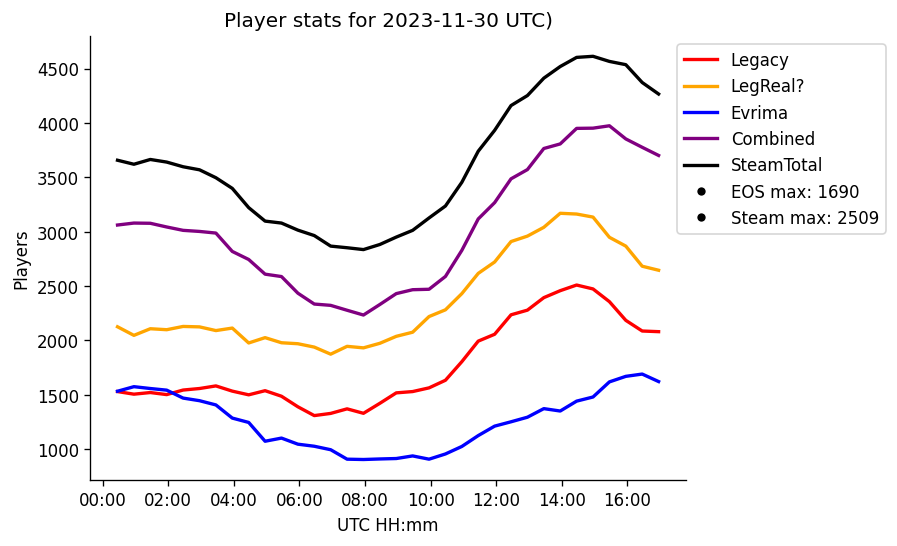 Player stats for 2023-11-30 UTC)
Legacy
LegReal?
Evrima
Combined
SteamTotal
EOS max: 1690
Steam max: 2509
Players
4500
4000
3500
3000
2500
2000
1500
1000
00:00 02:00 04:00 06:00 08:00 10:00 12:00 14:00 16:00
UTC HH:mm